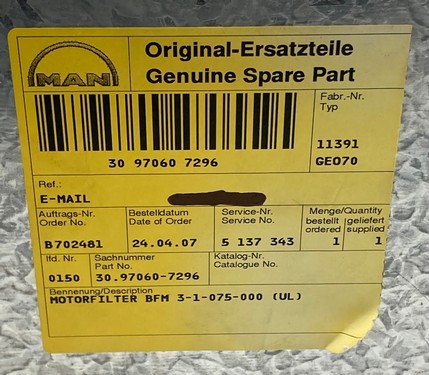 MAN
Original-Ersatzteile
Genuine Spare Part
Fabr.-Nr.
Typ
11391
GE070
30 97060 7296
Ref.:
E-MAIL
Auftrags-Nr.
Order No.
B702481
Bestelldatum
Date of Order
24.04.07
Service-Nr.
Service No.
5 137 343
Menge/Quantity
bestellt geliefert
ordered supplied
1 1
lfd. Nr.
0150
Sachnummer
Part No.
30.97060-7296
Katalog-Nr.
Catalogue No.
Bennenung/Description
MOTORFILTER BFM 3-1-075-000 (UL)